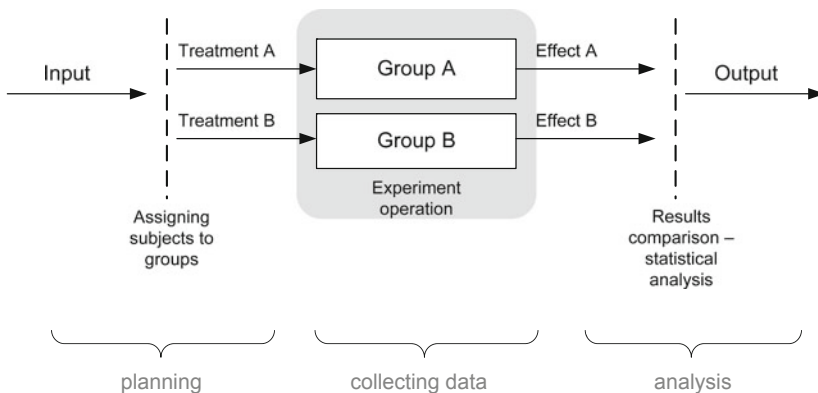 Input
Treatment A
Group A
Effect A
Output
Treatment B
Group B
Effect B
Experiment
operation
Assigning
subjects to
groups
Results
comparison –
statistical
analysis
planning
collecting data
analysis